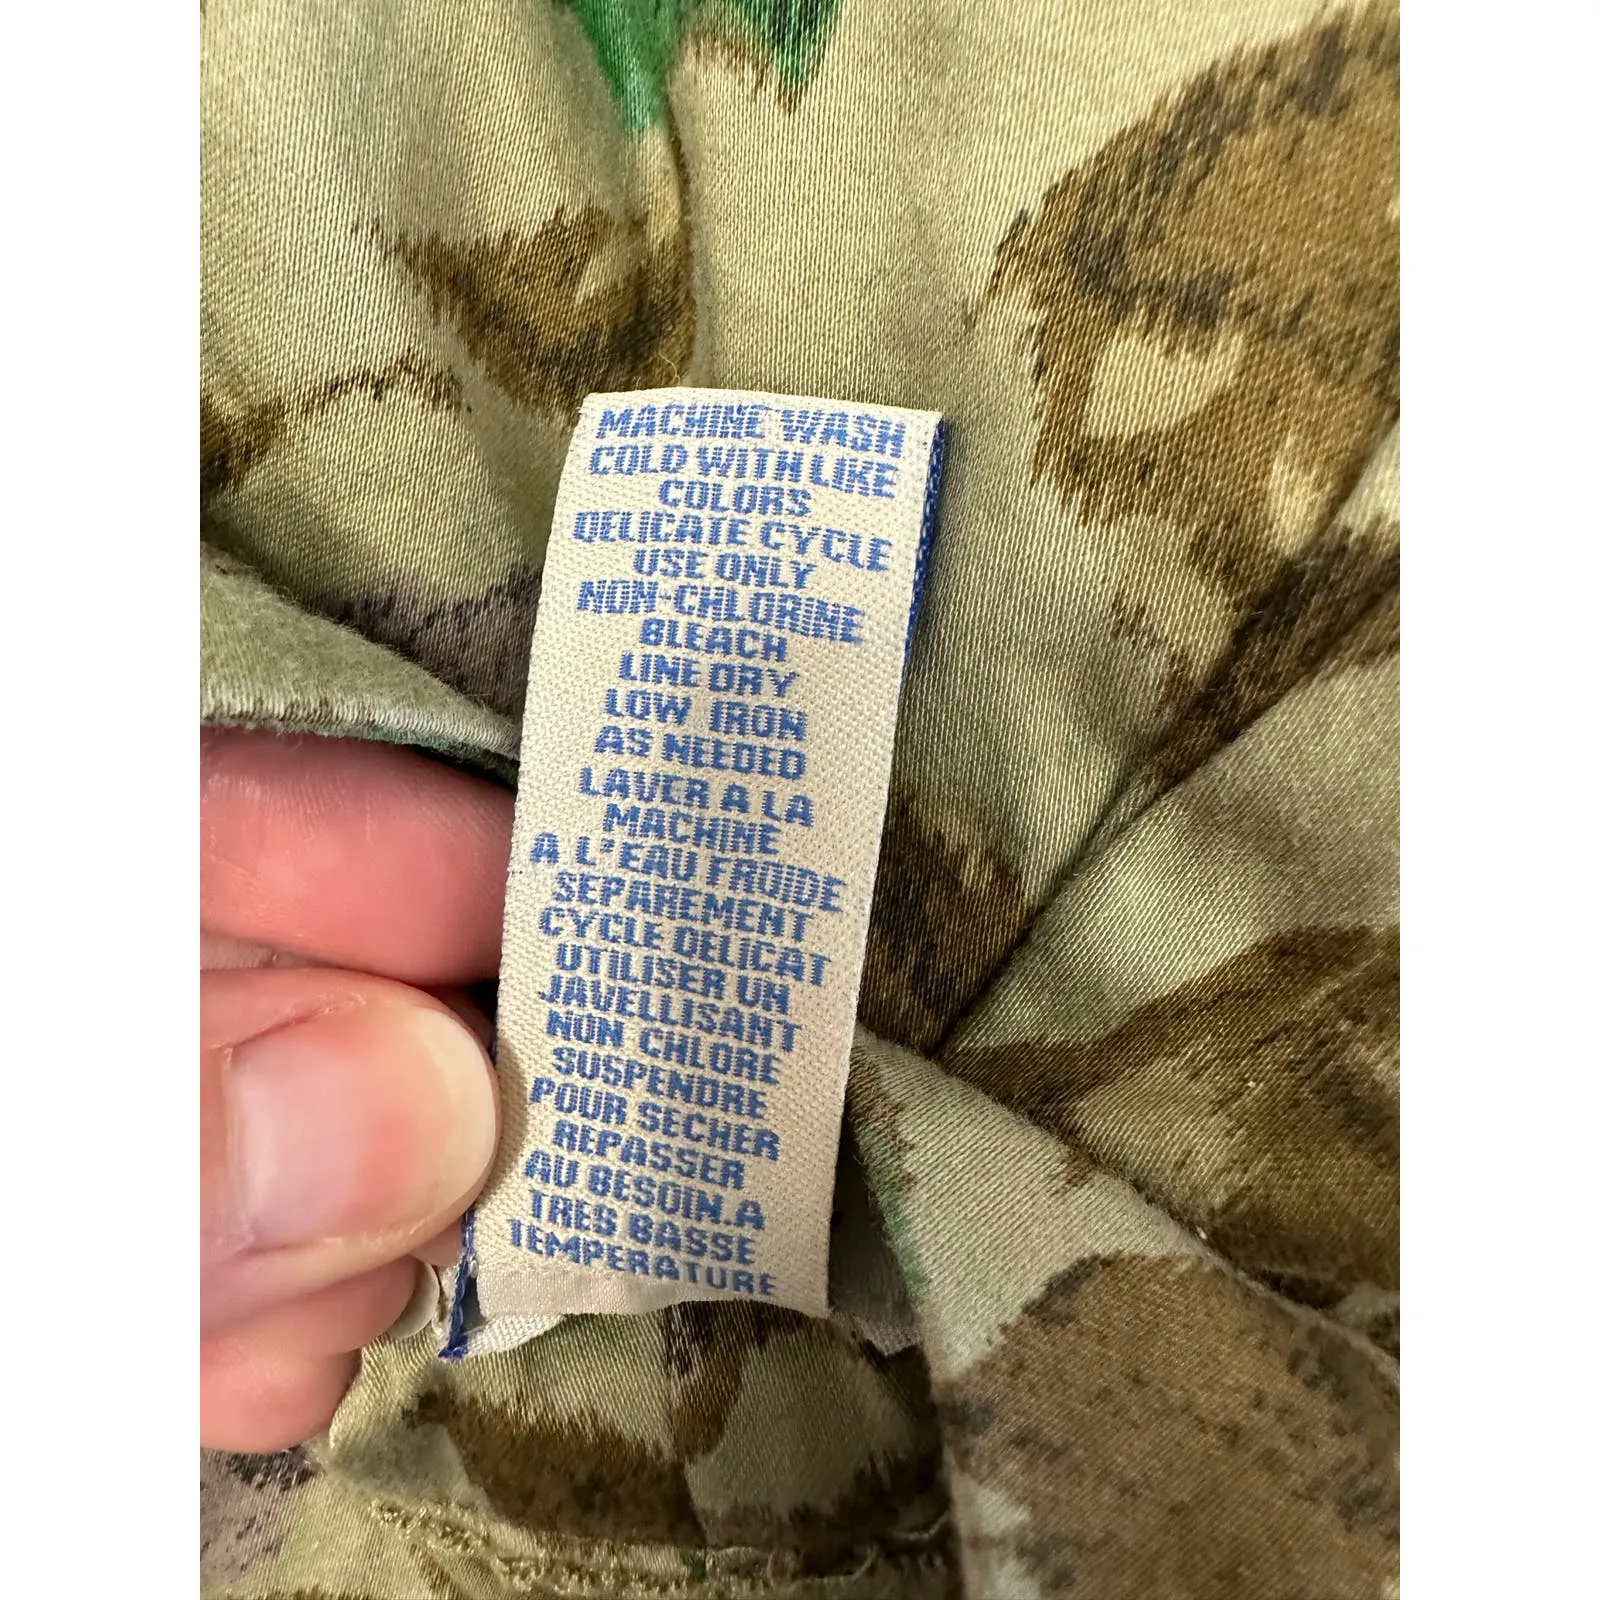 MACHINE WASH
COLD WITH LIKE
COLORS
DELICATE CYCLE
USE ONLY
NON-CHLORINE
BLEACH
LINE DRY
LOW IRON
AS NEEDED
LAVER A LA
MACHINE
A L'EAU FROIDE
SEPAREMENT
CYCLE DELICAT
UTILISER UN
JAVELLISANT
NON CHLORE
SUSPENDRE
POUR SECHER
REPASSER
AU BESOIN.A
TRES BASSE
TEMPERATURE